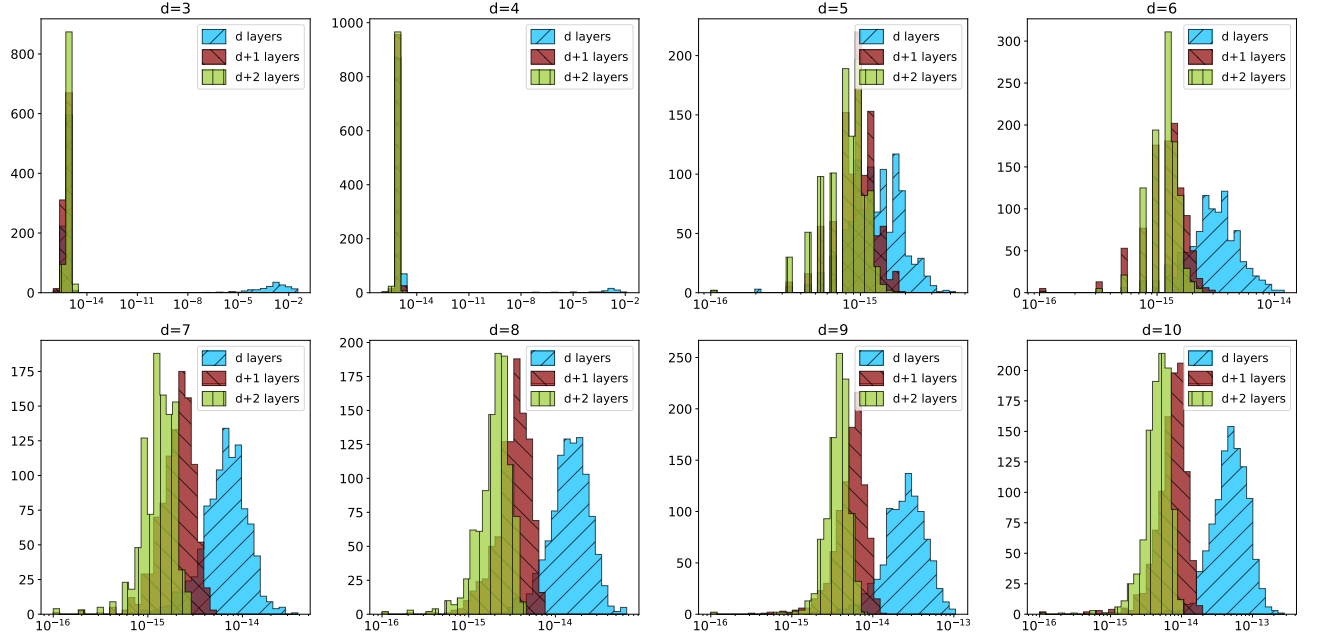 d=3
d=4
d=5
d=6
d layers
d+1 layers
d+2 layers
0
200
400
600
800
10⁻¹⁴
10⁻¹¹
10⁻⁸
10⁻⁵
10⁻²
d layers
d+1 layers
d+2 layers
0
200
400
600
800
1000
10⁻¹⁴
10⁻¹¹
10⁻⁸
10⁻⁵
10⁻²
d layers
d+1 layers
d+2 layers
0
50
100
150
200
10⁻¹⁶
10⁻¹⁵
d layers
d+1 layers
d+2 layers
0
50
100
150
200
250
300
10⁻¹⁶
10⁻¹⁵
10⁻¹⁴
d=7
d=8
d=9
d=10
d layers
d+1 layers
d+2 layers
0
25
50
75
100
125
150
175
10⁻¹⁶
10⁻¹⁵
10⁻¹⁴
d layers
d+1 layers
d+2 layers
0
25
50
75
100
125
150
175
200
10⁻¹⁶
10⁻¹⁵
10⁻¹⁴
d layers
d+1 layers
d+2 layers
0
50
100
150
200
250
10⁻¹⁶
10⁻¹⁵
10⁻¹⁴
10⁻¹³
d layers
d+1 layers
d+2 layers
0
25
50
75
100
125
150
175
200
10⁻¹⁶
10⁻¹⁵
10⁻¹⁴
10⁻¹³